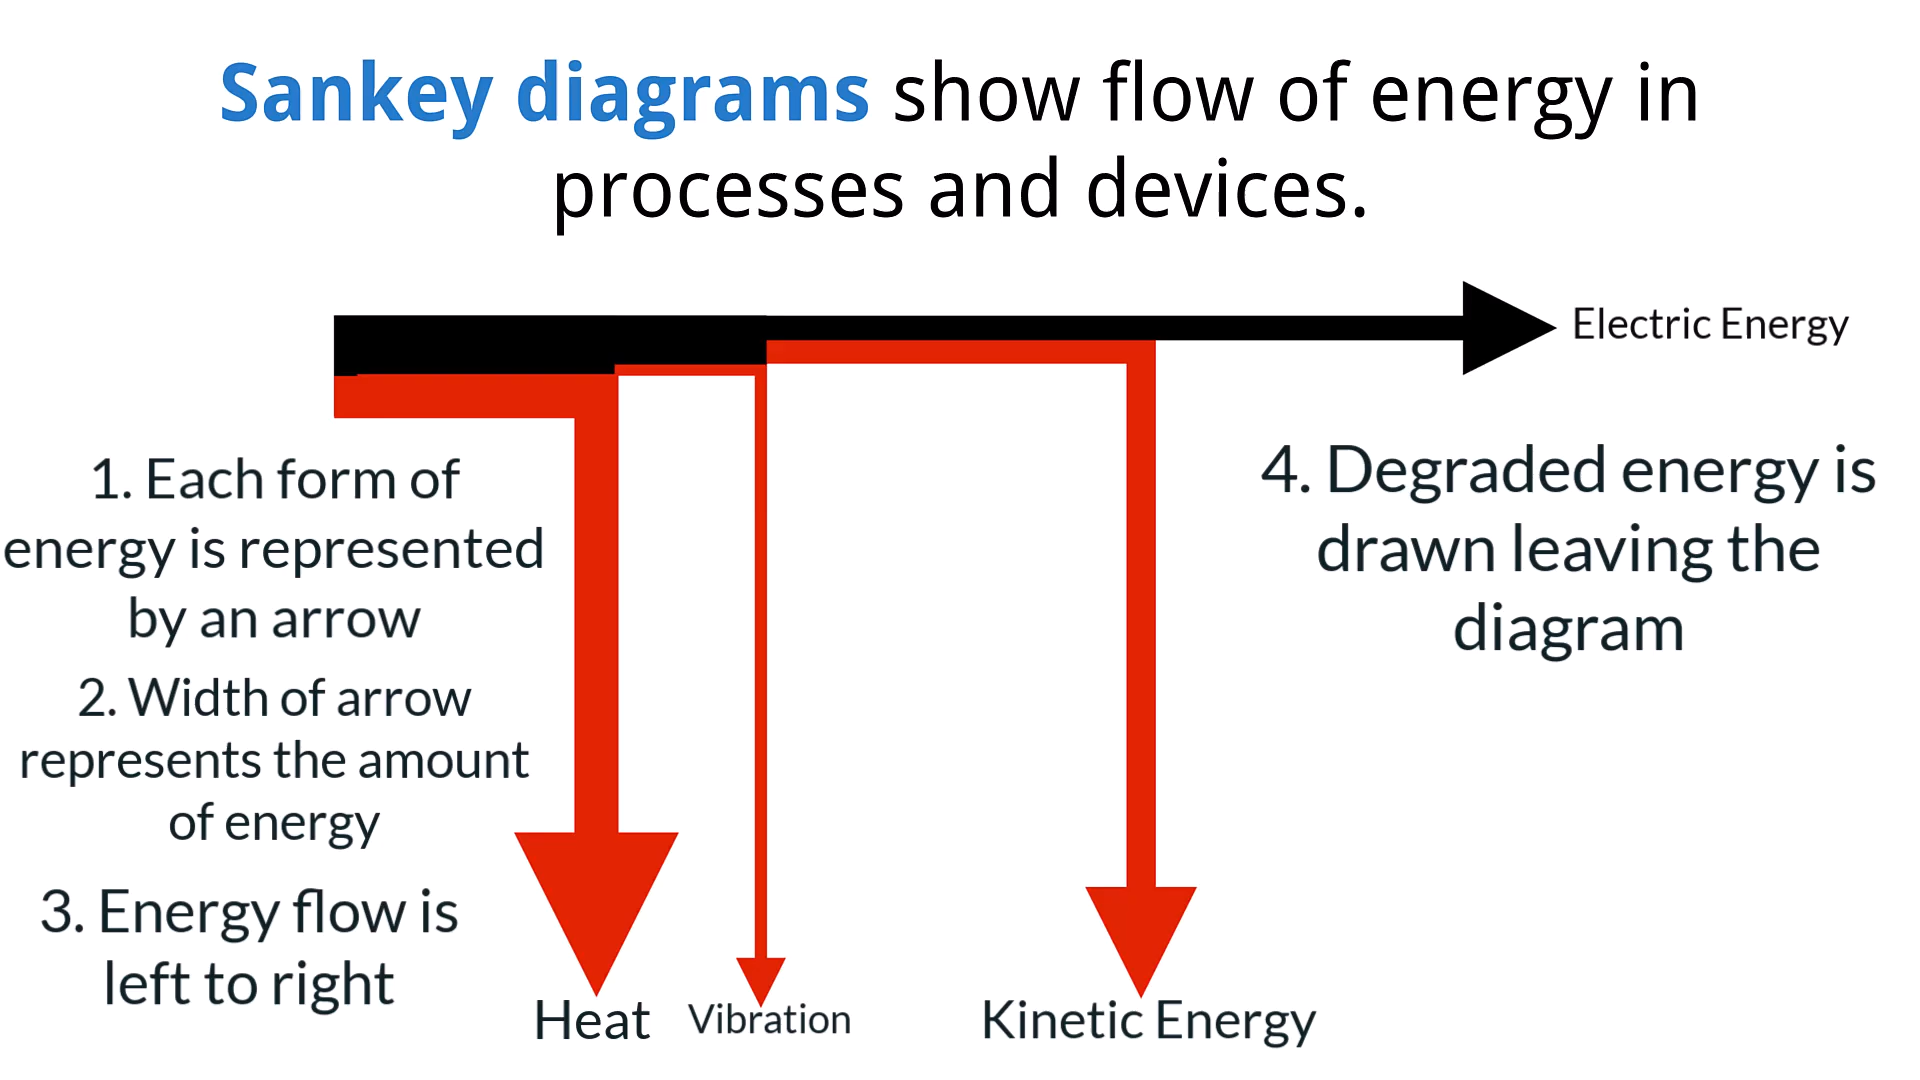 Sankey diagrams show flow of energy in
processes and devices.
Electric Energy
1. Each form of
energy is represented
by an arrow
2. Width of arrow
represents the amount
of energy
3. Energy flow is
left to right
4. Degraded energy is
drawn leaving the
diagram
Heat
Vibration
Kinetic Energy